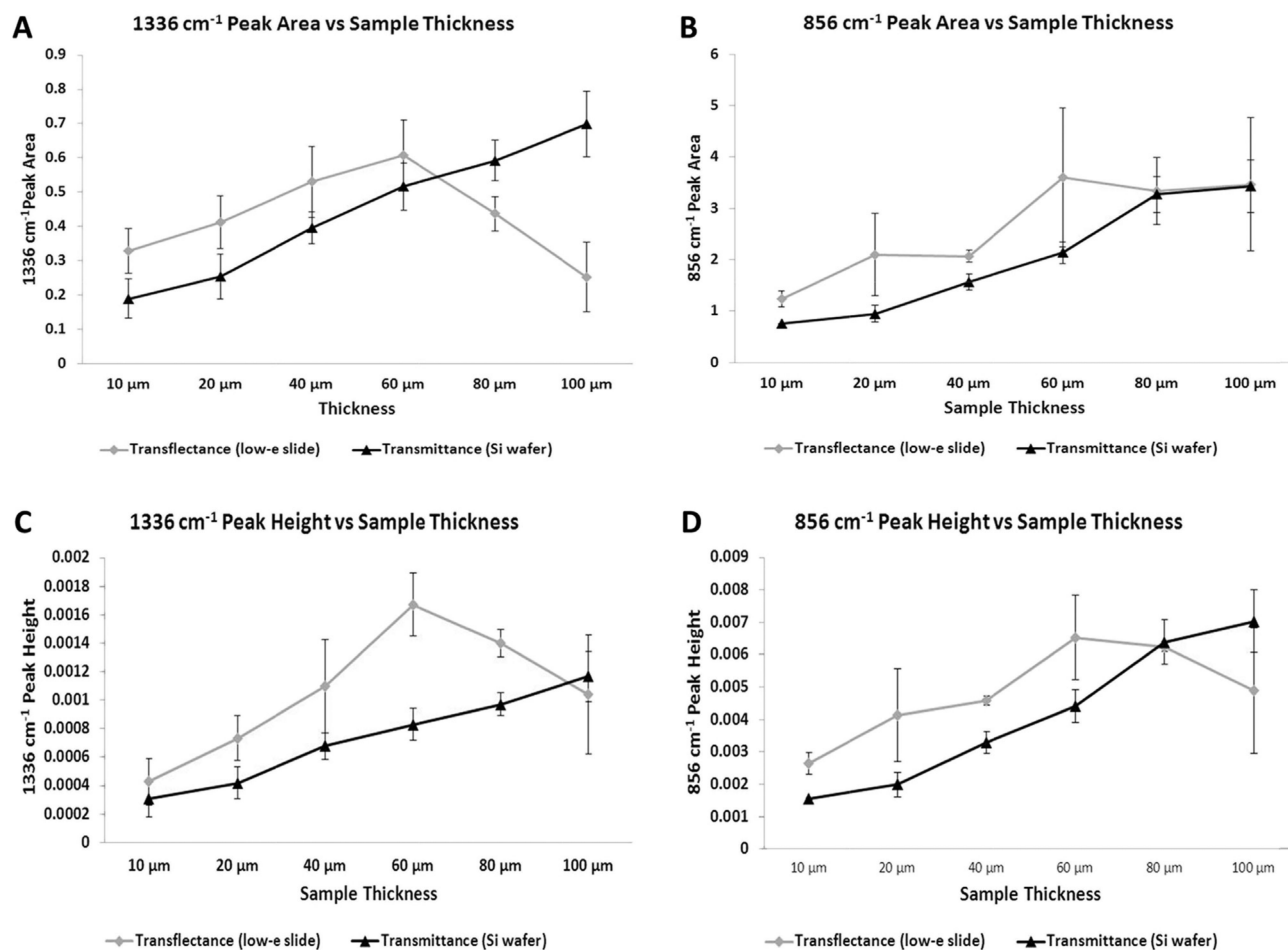 A
1336 cm⁻¹ Peak Area vs Sample Thickness
0.9
0.8
0.7
0.6
0.5
0.4
0.3
0.2
0.1
0
1336 cm⁻¹Peak Area
10 µm 20 µm 40 µm 60 µm 80 µm 100 µm
Thickness
Transflectance (low-e slide) Transmittance (Si wafer)
B
856 cm⁻¹ Peak Area vs Sample Thickness
6
5
4
3
2
1
0
856 cm⁻¹ Peak Area
10 µm 20 µm 40 µm 60 µm 80 µm 100 µm
Sample Thickness
Transflectance (low-e slide) Transmittance (Si wafer)
C
1336 cm⁻¹ Peak Height vs Sample Thickness
0.002
0.0018
0.0016
0.0014
0.0012
0.001
0.0008
0.0006
0.0004
0.0002
0
1336 cm⁻¹ Peak Height
10 µm 20 µm 40 µm 60 µm 80 µm 100 µm
Sample Thickness
Transflectance (low-e slide) Transmittance (Si wafer)
D
856 cm⁻¹ Peak Height vs Sample Thickness
0.009
0.008
0.007
0.006
0.005
0.004
0.003
0.002
0.001
0
856 cm⁻¹ Peak Height
10 µm 20 µm 40 µm 60 µm 80 µm 100 µm
Sample Thickness
Transflectance (low-e slide) Transmittance (Si wafer)